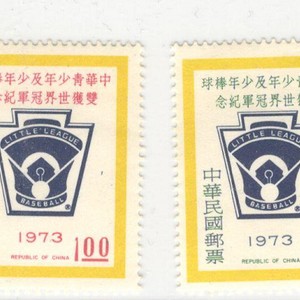 中華青少年及少年棒
雙獲世界冠軍紀
LITTLE LEAGUE
BASEBALL
®
1973
1.00
REPUBLIC OF CHINA
青少年及少年棒球
獲世界冠軍紀念
LITTLE LEAGUE
BASEBALL
中華民國郵票
1973
REPUBLIC OF CHINA